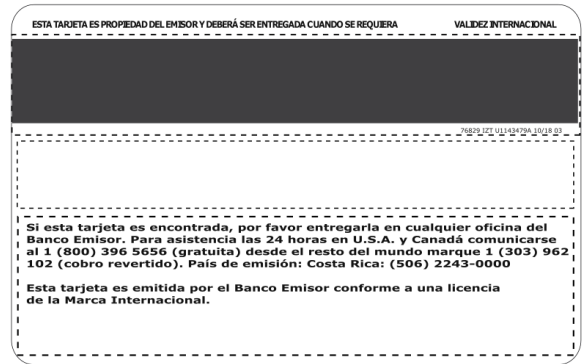 ESTA TARJETA ES PROPIEDAD DEL EMISOR Y DEBERÁ SER ENTREGADA CUANDO SE REQUIERA VALIDEZ INTERNACIONAL
76829 IZT U1143479A 10/18 03
Si esta tarjeta es encontrada, por favor entregarla en cualquier oficina del
Banco Emisor. Para asistencia las 24 horas en U.S.A. y Canadá comunicarse
al 1 (800) 396 5656 (gratuita) desde el resto del mundo marque 1 (303) 962
102 (cobro revertido). País de emisión: Costa Rica: (506) 2243-0000
Esta tarjeta es emitida por el Banco Emisor conforme a una licencia
de la Marca Internacional.